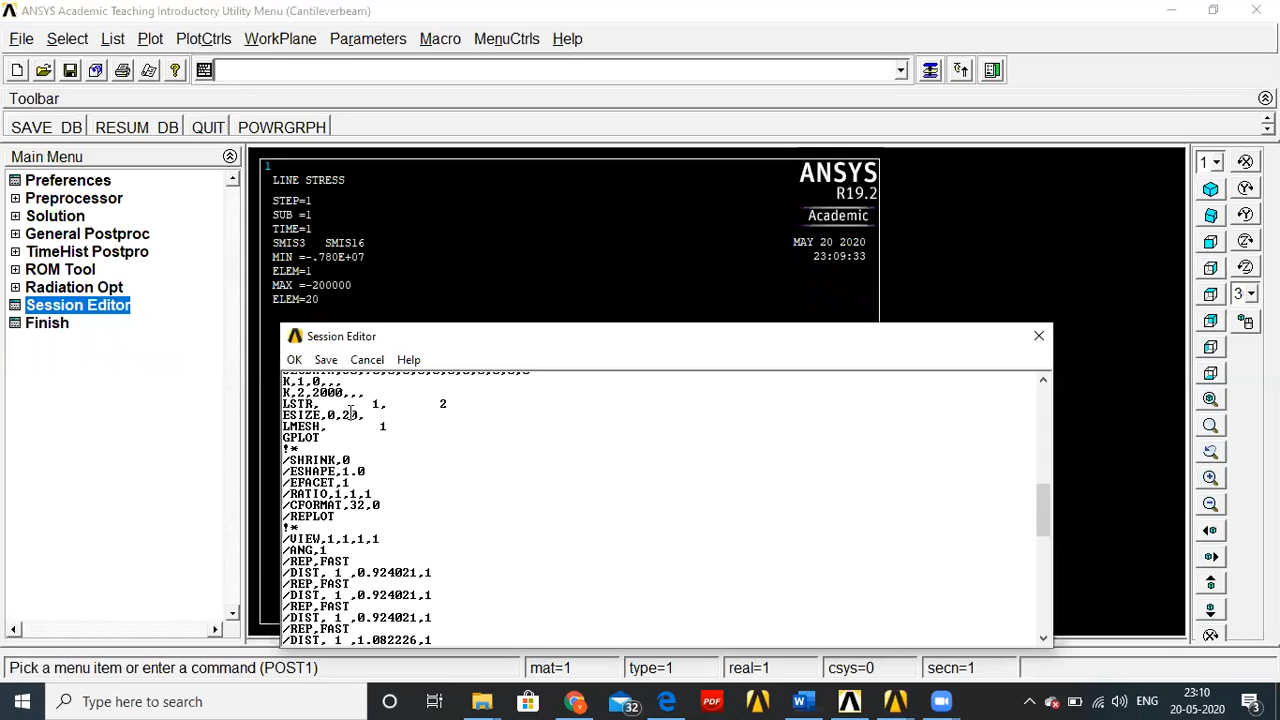 ANSYS Academic Teaching Introductory Utility Menu (Cantileverbeam)
File Select List Plot PlotCtrls WorkPlane Parameters Macro MenuCtrls Help
Toolbar
SAVE_DB RESUM_DB QUIT POWRGRPH
Main Menu
Preferences
Preprocessor
Solution
General Postproc
TimeHist Postpro
ROM Tool
Radiation Opt
Session Editor
Finish
1
LINE STRESS
STEP=1
SUB =1
TIME=1
SMIS3 SMIS16
MIN =-.780E+07
ELEM=1
MAX =-200000
ELEM=20
ANSYS
R19.2
Academic
MAY 20 2020
23:09:33
1
3
Session Editor
OK Save Cancel Help
K,1,0,,,
K,2,2000,,,
LSTR, 1, 2
ESIZE,0,20,
LMESH, 1
GPLOT
!*
/SHRINK,0
/ESHAPE,1.0
/EFACET,1
/RATIO,1,1,1
/CFORMAT,32,0
/REPLOT
!*
/VIEW,1,1,1,1
/ANG,1
/REP,FAST
/DIST, 1 ,0.924021,1
/REP,FAST
/DIST, 1 ,0.924021,1
/REP,FAST
/DIST, 1 ,0.924021,1
/REP,FAST
/DIST, 1 ,1.082226,1
Pick a menu item or enter a command (POST1) mat=1 type=1 real=1 csys=0 secn=1
Type here to search
32
PDF
ENG
23:10
20-05-2020
3